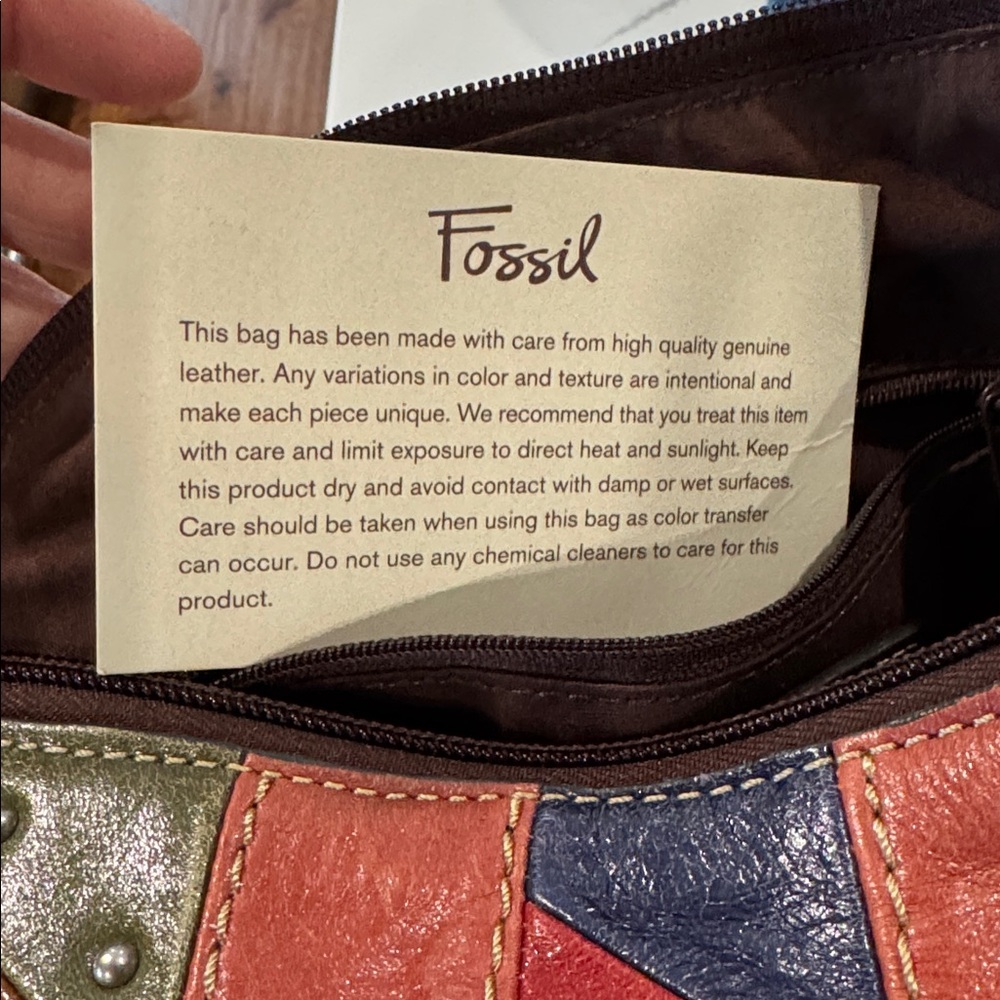 Fossil
This bag has been made with care from high quality genuine
leather. Any variations in color and texture are intentional and
make each piece unique. We recommend that you treat this item
with care and limit exposure to direct heat and sunlight. Keep
this product dry and avoid contact with damp or wet surfaces.
Care should be taken when using this bag as color transfer
can occur. Do not use any chemical cleaners to care for this
product.